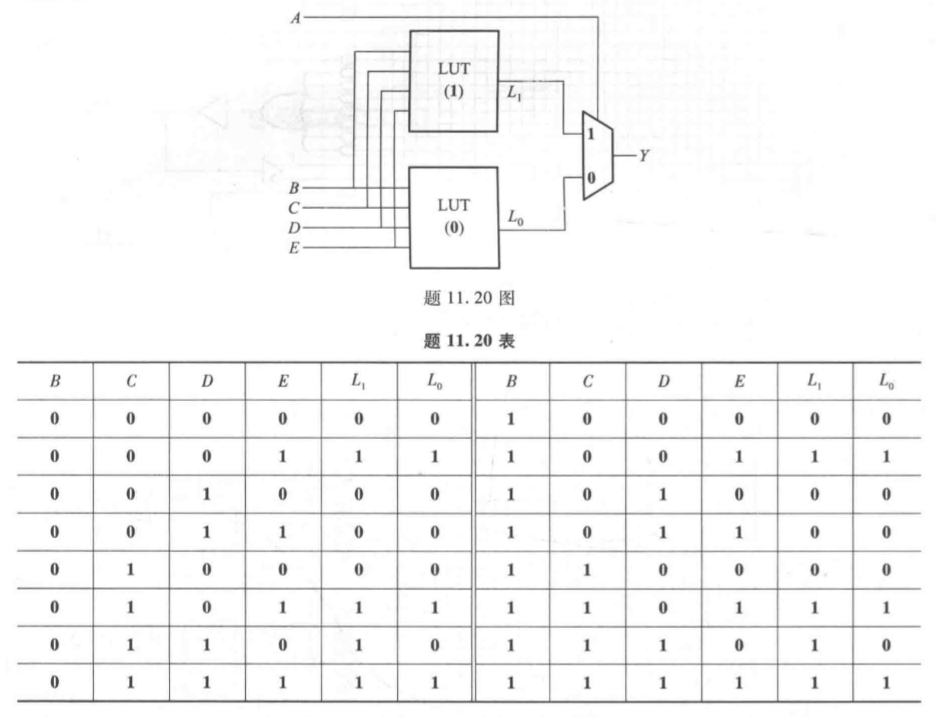 A
LUT
(1)
L₁
1
Y
0
B
C
D
E
LUT
(0)
L₀
题 11.20 图
题 11.20 表
B C D E L₁ L₀ B C D E L₁ L₀
0 0 0 0 0 0 1 0 0 0 0 0
0 0 0 1 1 1 1 0 0 1 1 1
0 0 1 0 0 0 1 0 1 0 0 0
0 0 1 1 0 0 1 0 1 1 0 0
0 1 0 0 0 0 1 1 0 0 0 0
0 1 0 1 1 1 1 1 0 1 1 1
0 1 1 0 1 0 1 1 1 0 1 0
0 1 1 1 1 1 1 1 1 1 1 1